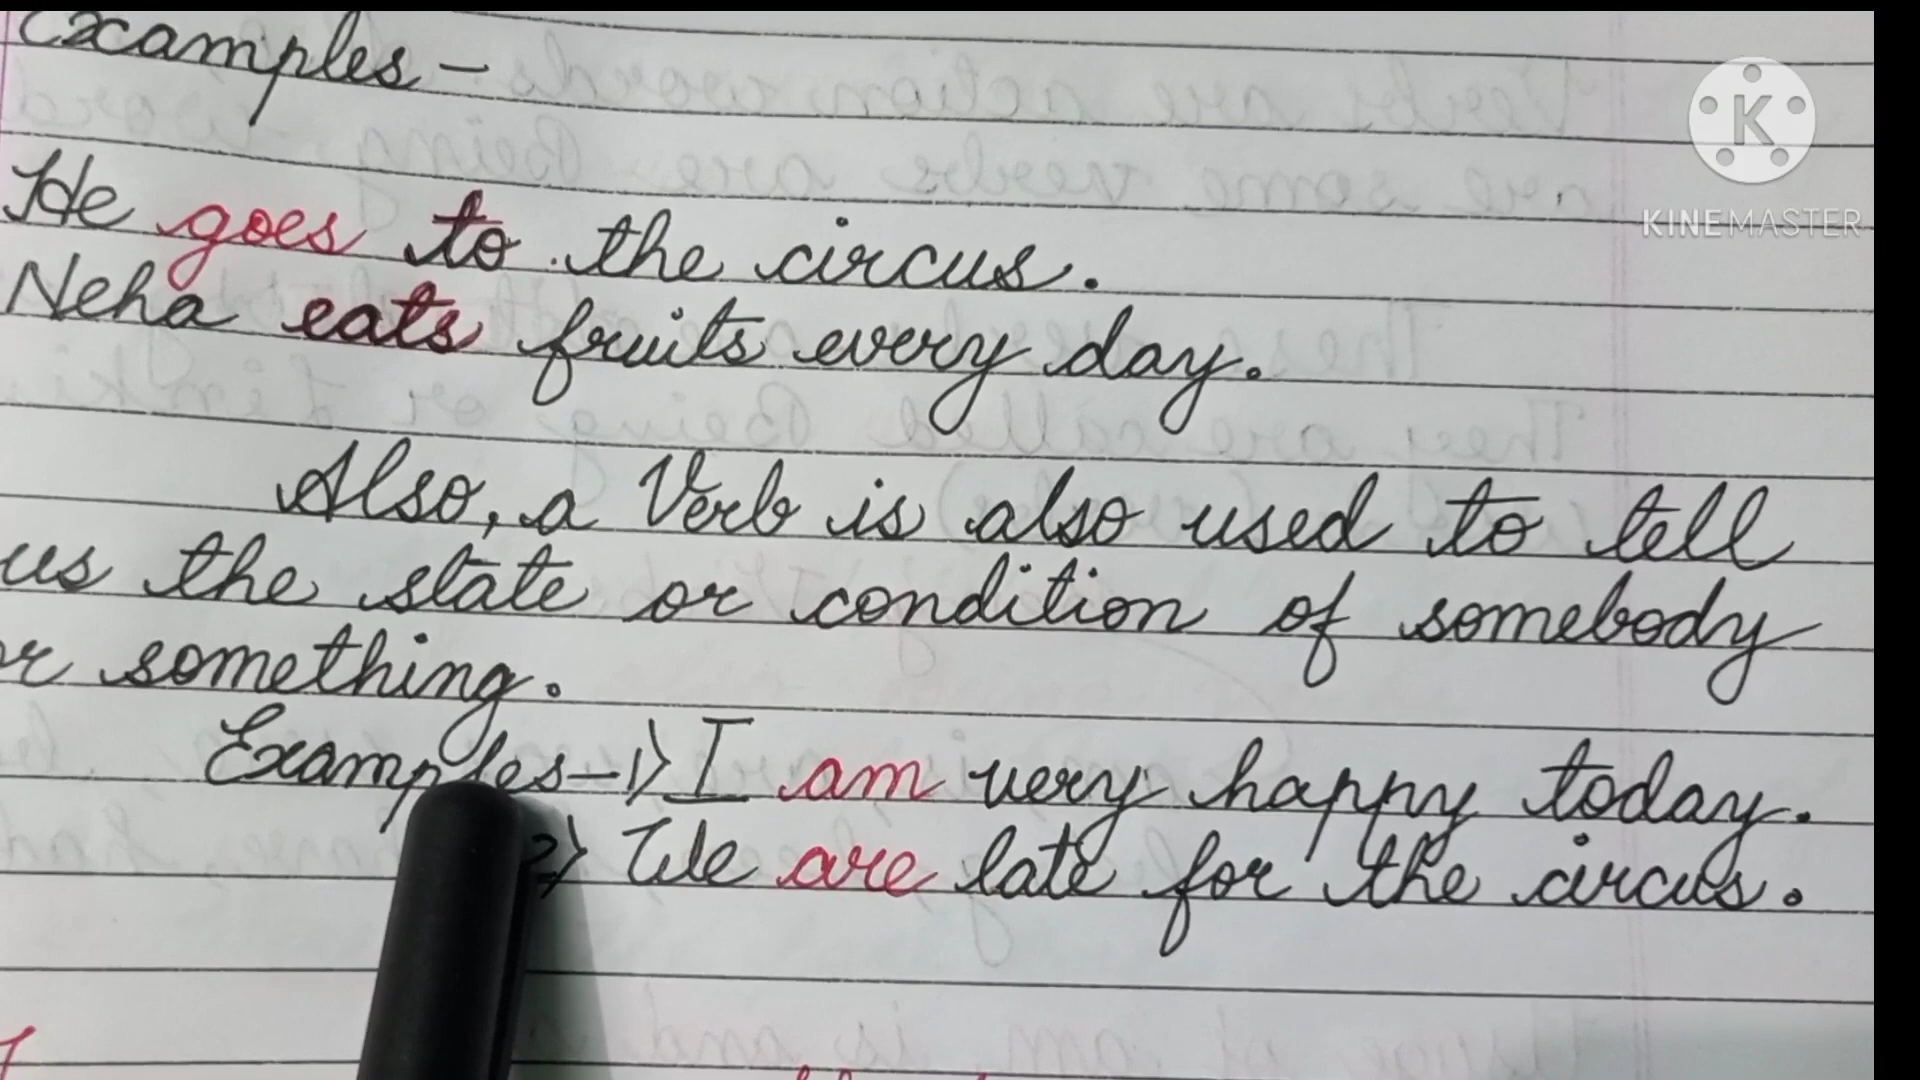 Examples -
He goes to the circus.
Neha eats fruits every day.
Also, a Verb is also used to tell
us the state or condition of somebody
or something.
Examples - 1) I am very happy today.
2) We are late for the circus.
K
KINEMASTER